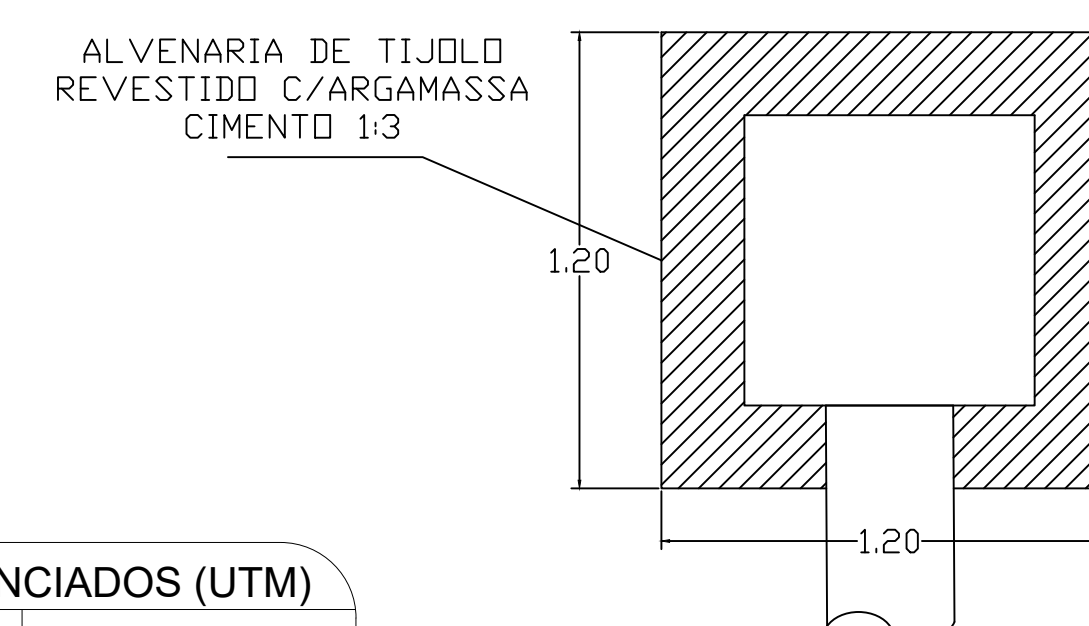 ALVENARIA DE TIJOLO
REVESTIDO C/ARGAMASSA
CIMENTO 1:3
1.20
1.20
NCIADOS (UTM)